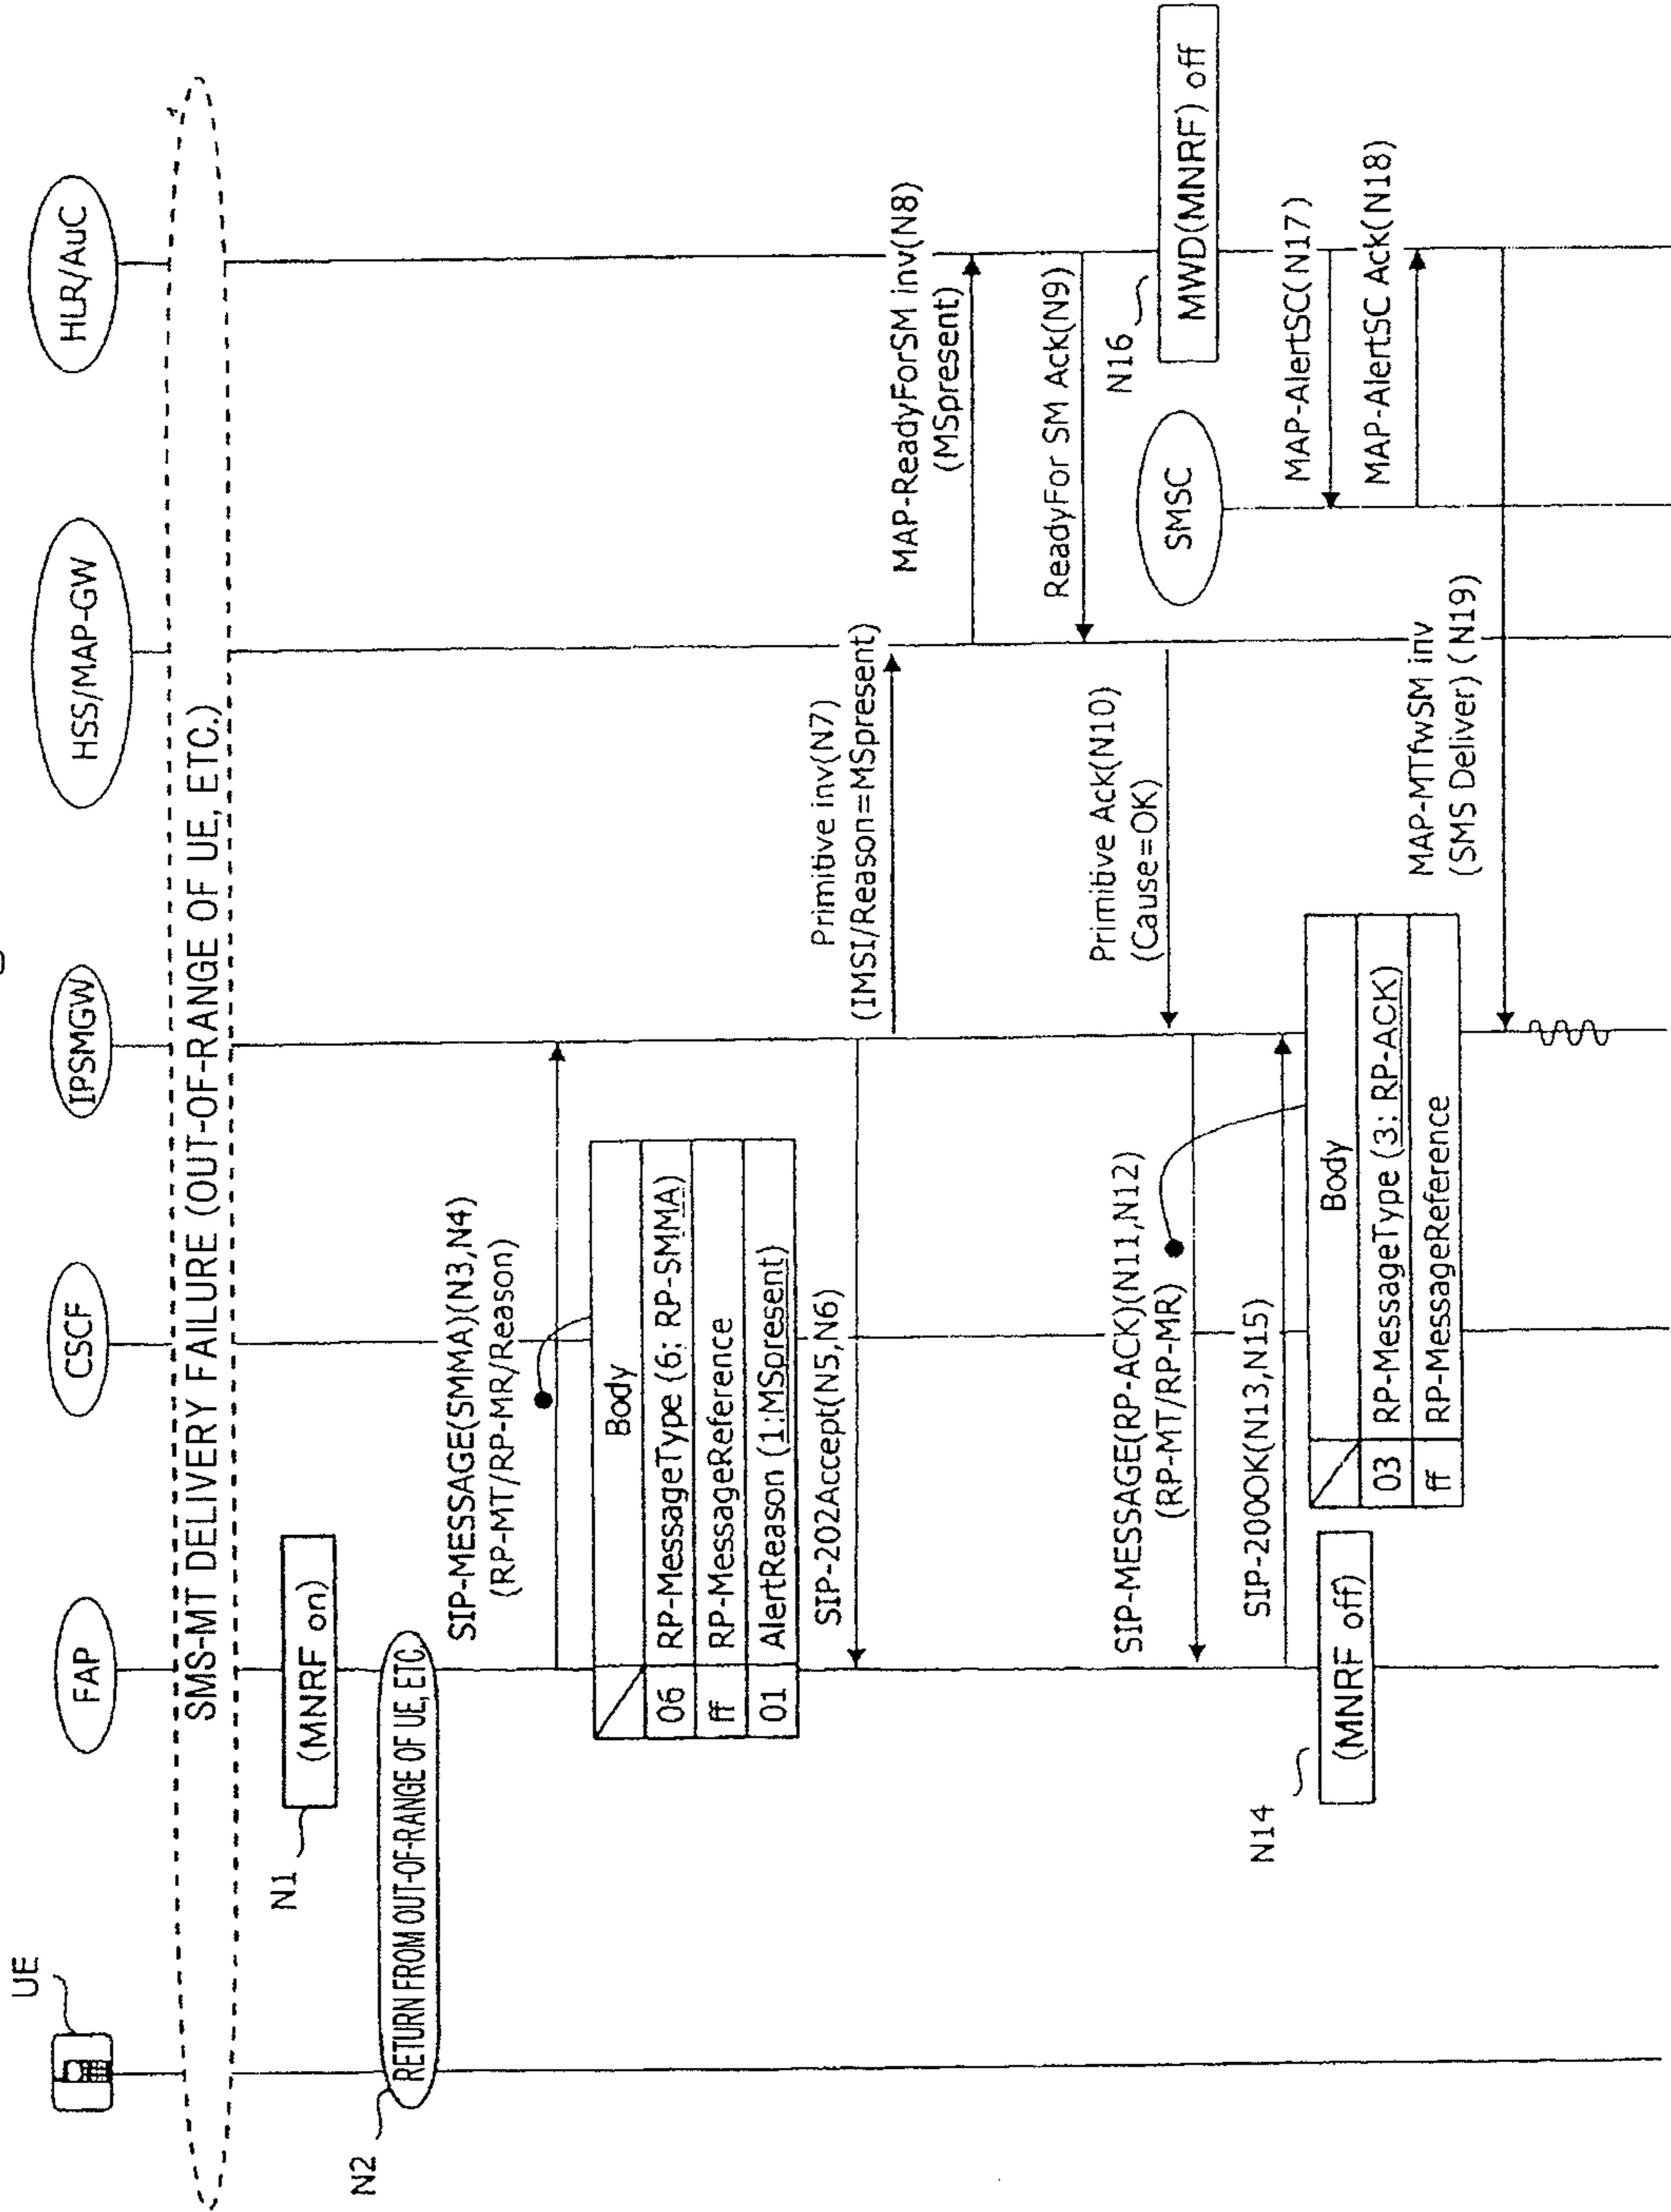 UE
FAP
CSCF
IPSMGW
HSS/MAP-GW
HLR/AuC
SMS-MT DELIVERY FAILURE (OUT-OF-RANGE OF UE, ETC.)
N1
(MNRF on)
N2
RETURN FROM OUT-OF-RANGE OF UE, ETC
SIP-MESSAGE(SMMA)(N3,N4)
(RP-MT/RP-MR/Reason)
Body
06 RP-MessageType (6: RP-SMMA)
ff RP-MessageReference
01 AlertReason (1:MSpresent)
SIP-202Accept(N5,N6)
Primitive inv(N7)
(IMSI/Reason=MSpresent)
MAP-ReadyForSM inv(N8)
(MSpresent)
ReadyFor SM Ack(N9)
Primitive Ack(N10)
(Cause=OK)
SIP-MESSAGE(RP-ACK)(N11,N12)
(RP-MT/RP-MR)
SIP-200OK(N13,N15)
N14
(MNRF off)
Body
03 RP-MessageType (3: RP-ACK)
ff RP-MessageReference
N16
MWD(MNRF) off
SMSC
MAP-AlertSC(N17)
MAP-AlertSC Ack(N18)
MAP-MTfwSM inv
(SMS Deliver) (N19)